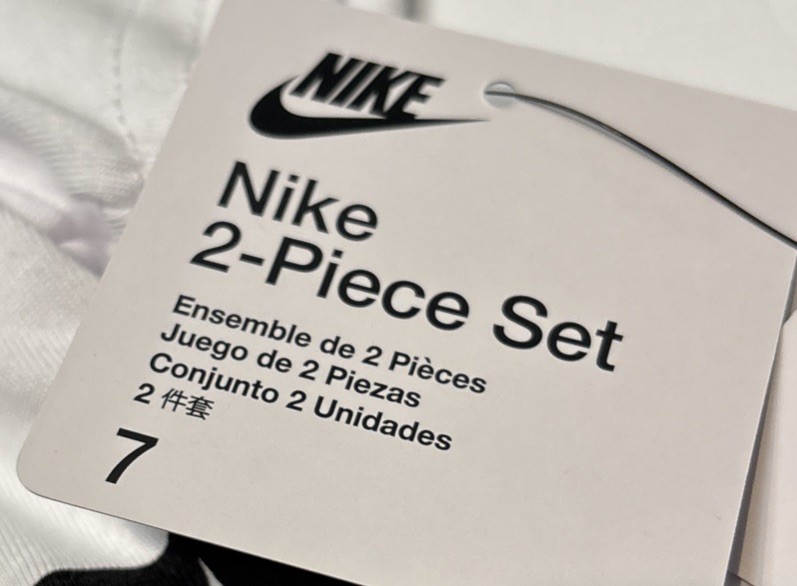 NIKE
Nike
2-Piece Set
Ensemble de 2 Pièces
Juego de 2 Piezas
Conjunto 2 Unidades
2 件套
7